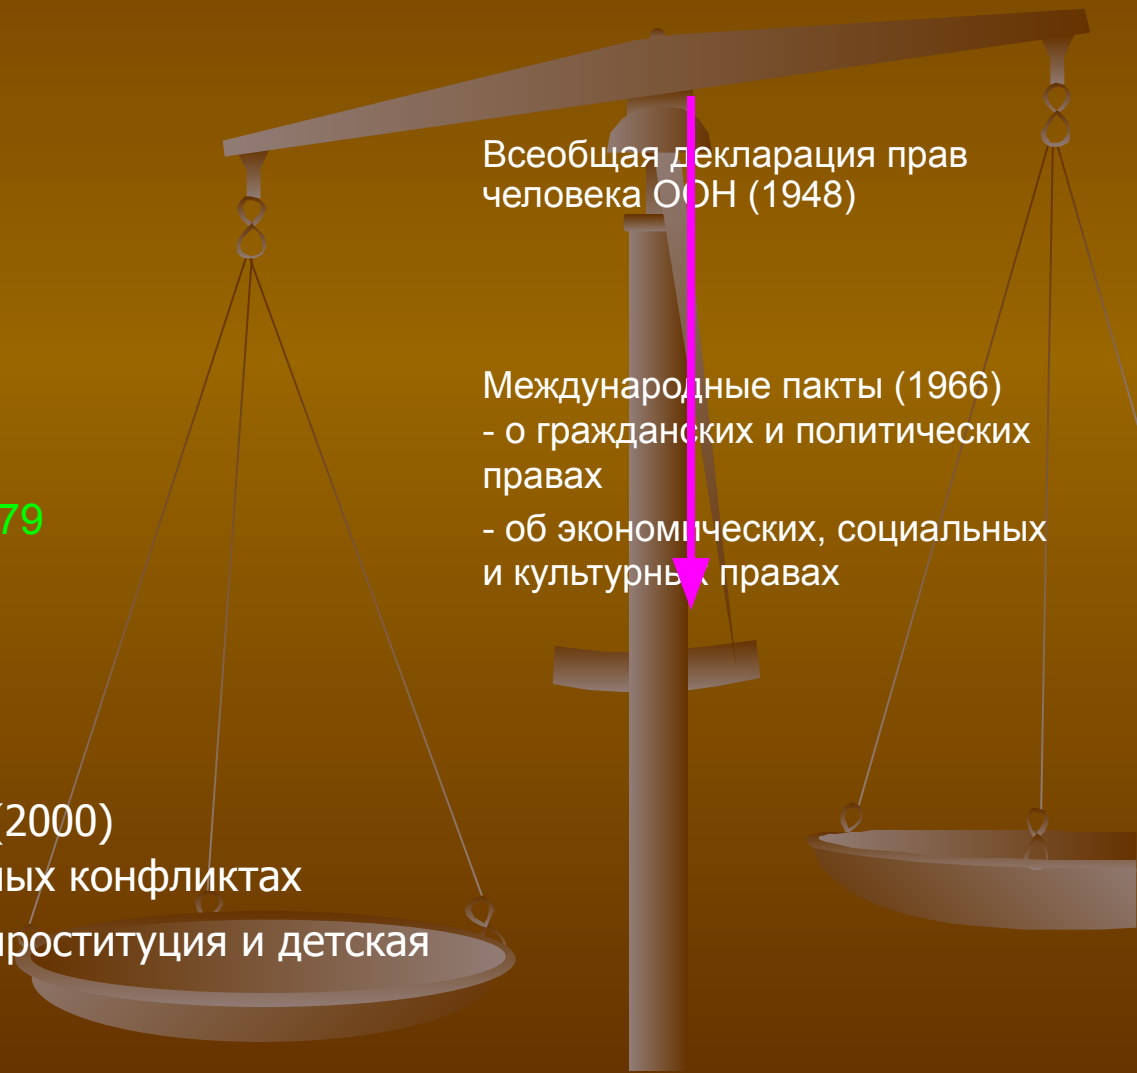 Всеобщая декларация прав
человека ООН (1948)
Международные пакты (1966)
- о гражданских и политических
правах
- об экономических, социальных
и культурных правах
79
(2000)
ных конфликтах
проституция и детская